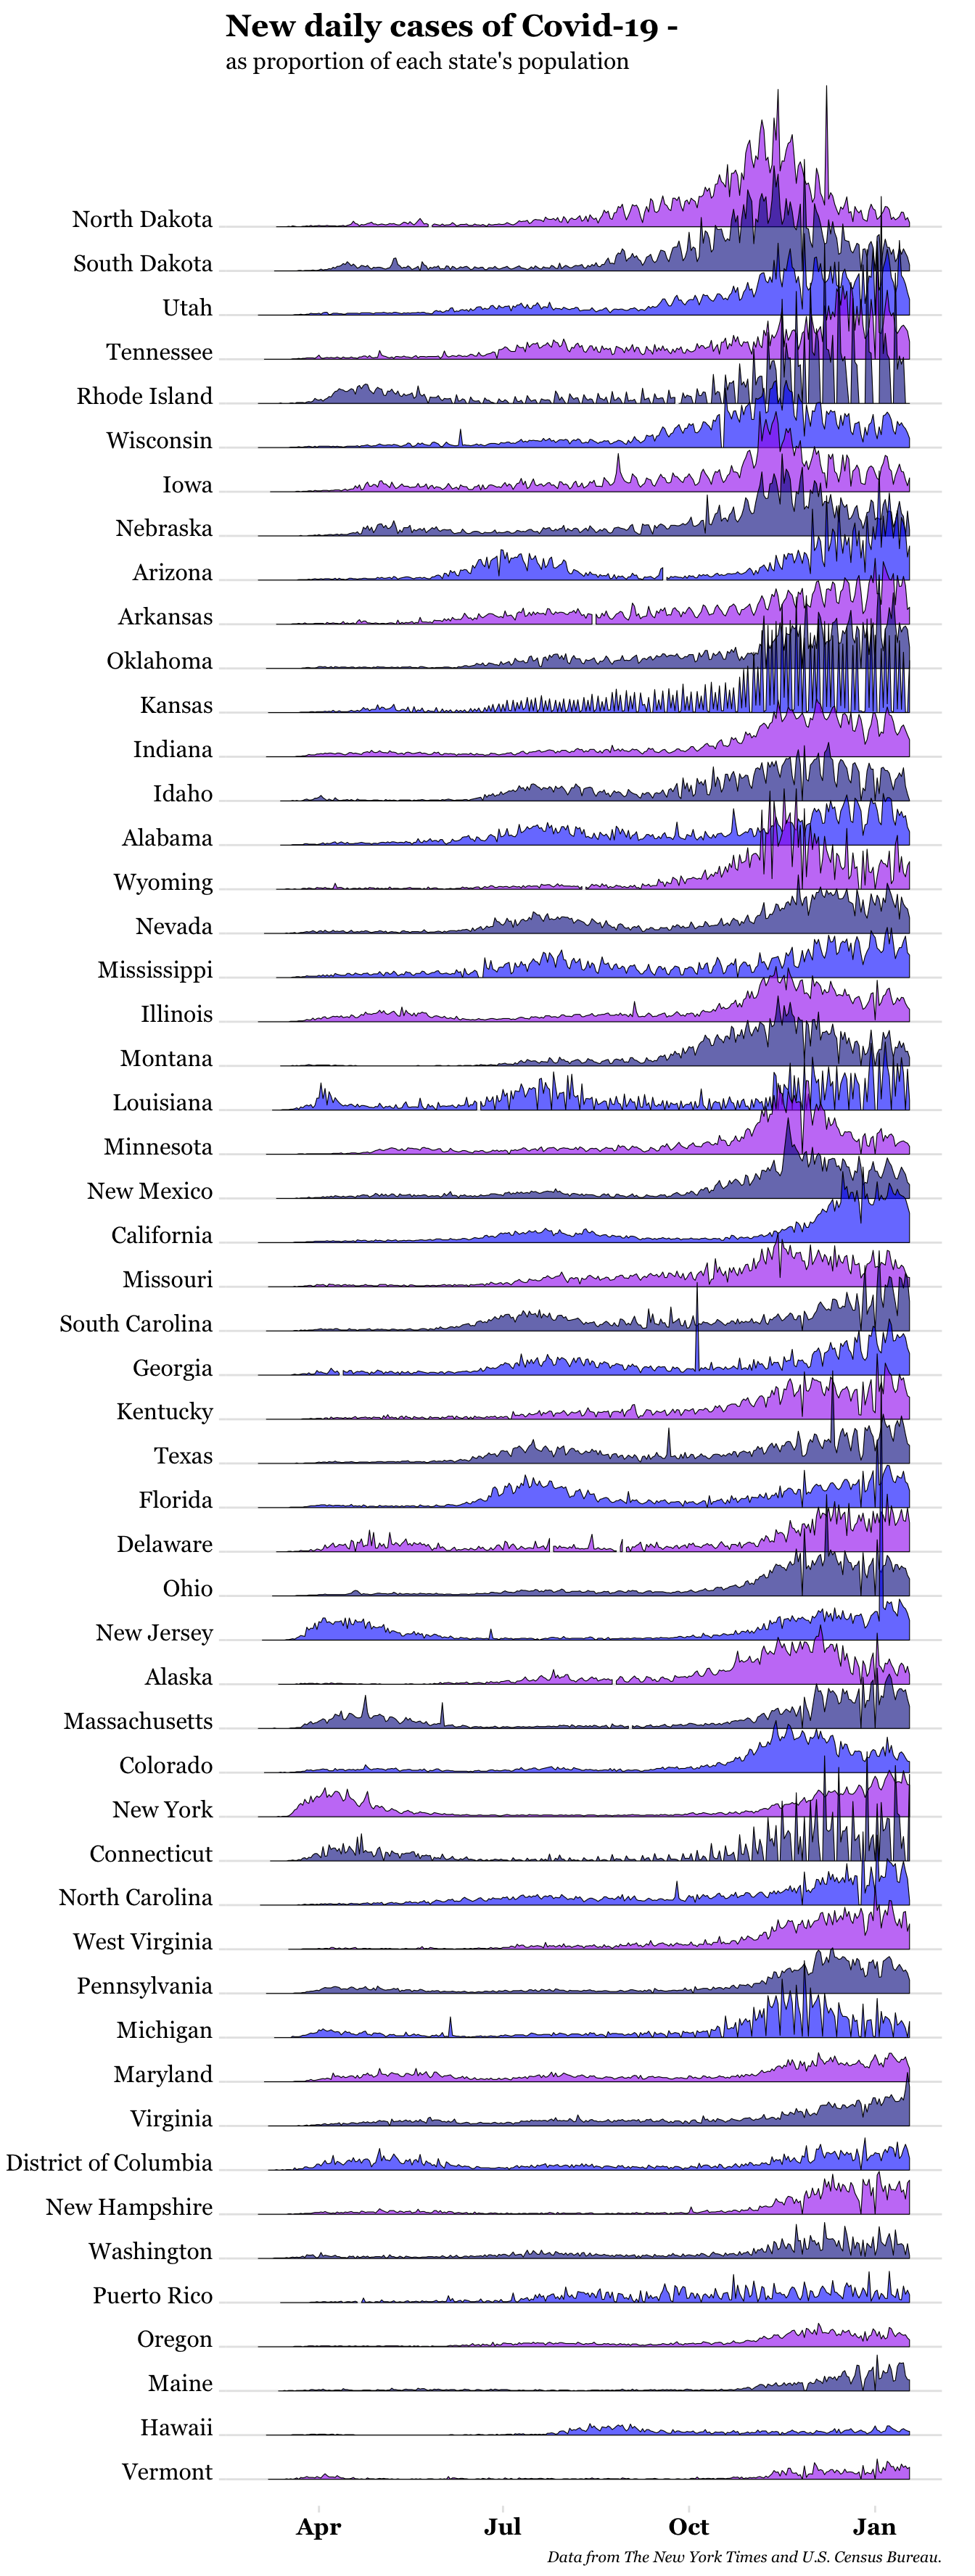 New daily cases of Covid-19 -
as proportion of each state's population
North Dakota
South Dakota
Utah
Tennessee
Rhode Island
Wisconsin
Iowa
Nebraska
Arizona
Arkansas
Oklahoma
Kansas
Indiana
Idaho
Alabama
Wyoming
Nevada
Mississippi
Illinois
Montana
Louisiana
Minnesota
New Mexico
California
Missouri
South Carolina
Georgia
Kentucky
Texas
Florida
Delaware
Ohio
New Jersey
Alaska
Massachusetts
Colorado
New York
Connecticut
North Carolina
West Virginia
Pennsylvania
Michigan
Maryland
Virginia
District of Columbia
New Hampshire
Washington
Puerto Rico
Oregon
Maine
Hawaii
Vermont
Apr Jul Oct Jan
Data from The New York Times and U.S. Census Bureau.